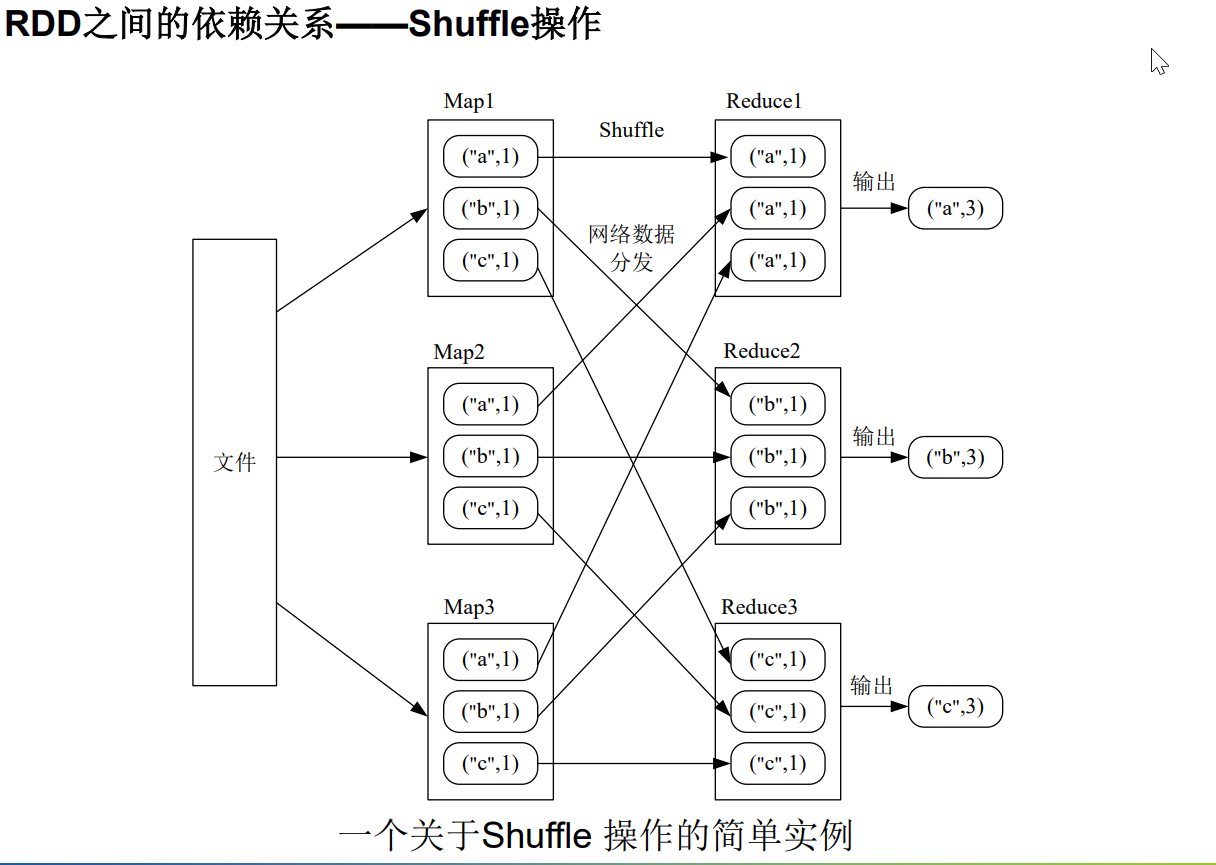 RDD之间的依赖关系——Shuffle操作
Map1
("a",1)
("b",1)
("c",1)
Shuffle
网络数据
分发
Reduce1
("a",1)
("a",1)
("a",1)
输出
("a",3)
文件
Map2
("a",1)
("b",1)
("c",1)
Reduce2
("b",1)
("b",1)
("b",1)
输出
("b",3)
Map3
("a",1)
("b",1)
("c",1)
Reduce3
("c",1)
("c",1)
("c",1)
输出
("c",3)
一个关于Shuffle 操作的简单实例